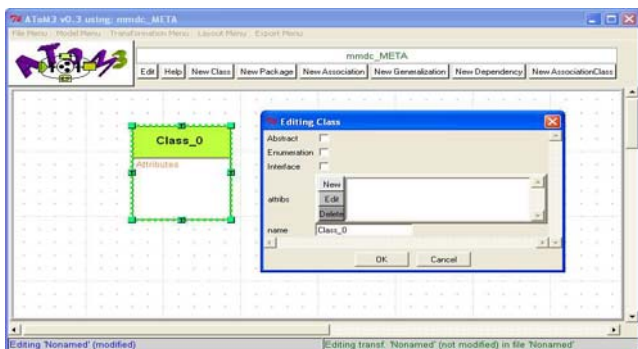 AToM3 v0.3 using: mmdc_META
File Menu Model Menu Transformation Menu Layout Menu Export Menu
mmdc_META
Edit Help New Class New Package New Association New Generalization New Dependency New AssociationClass
AToM3
Class_0
Attributes
Editing Class
Abstract
Enumeration
Interface
attribs
New
Edit
Delete
name Class_0
OK Cancel
Editing 'Nonamed' (modified)
Editing transf. 'Nonamed' (not modified) in file 'Nonamed'